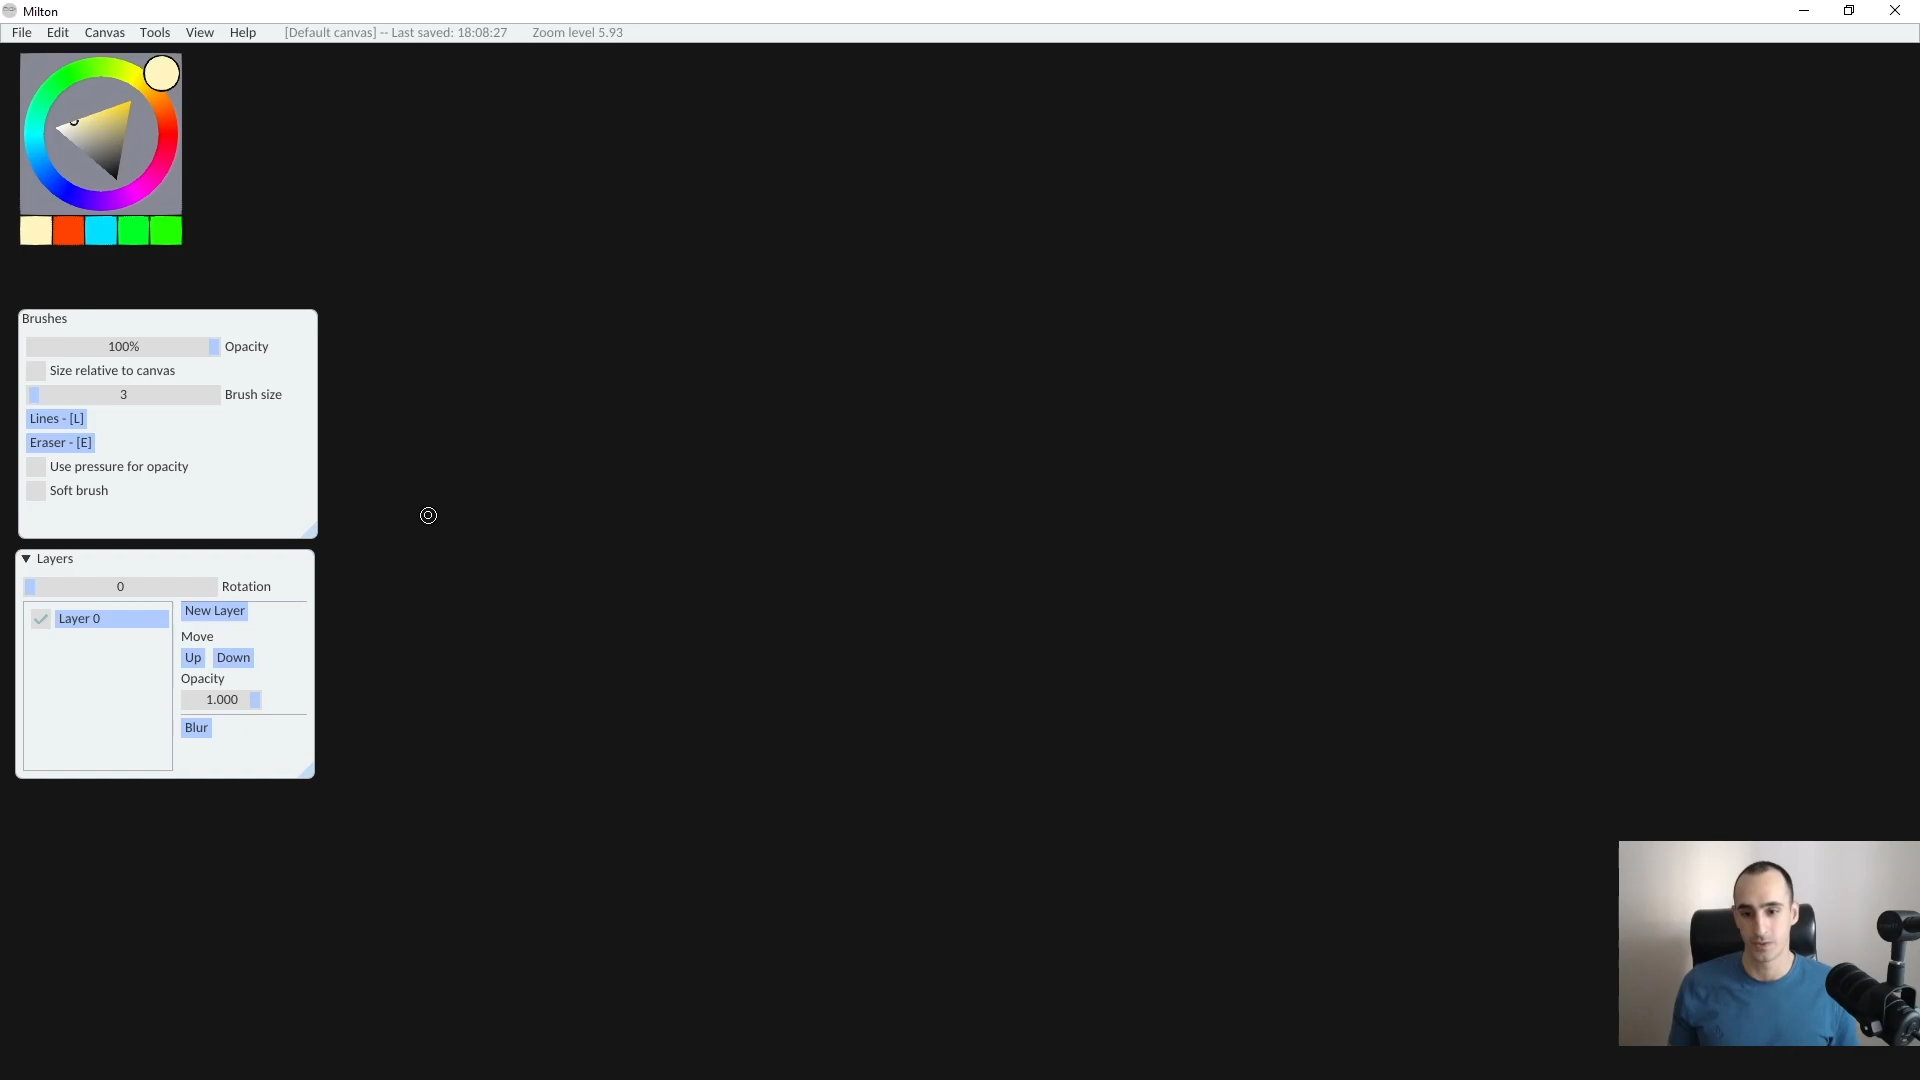 Milton
File Edit Canvas Tools View Help [Default canvas] -- Last saved: 18:08:27 Zoom level 5.93
Brushes
100% Opacity
Size relative to canvas
3 Brush size
Lines - [L]
Eraser - [E]
Use pressure for opacity
Soft brush
Layers
0 Rotation
Layer 0
New Layer
Move
Up Down
Opacity
1.000
Blur